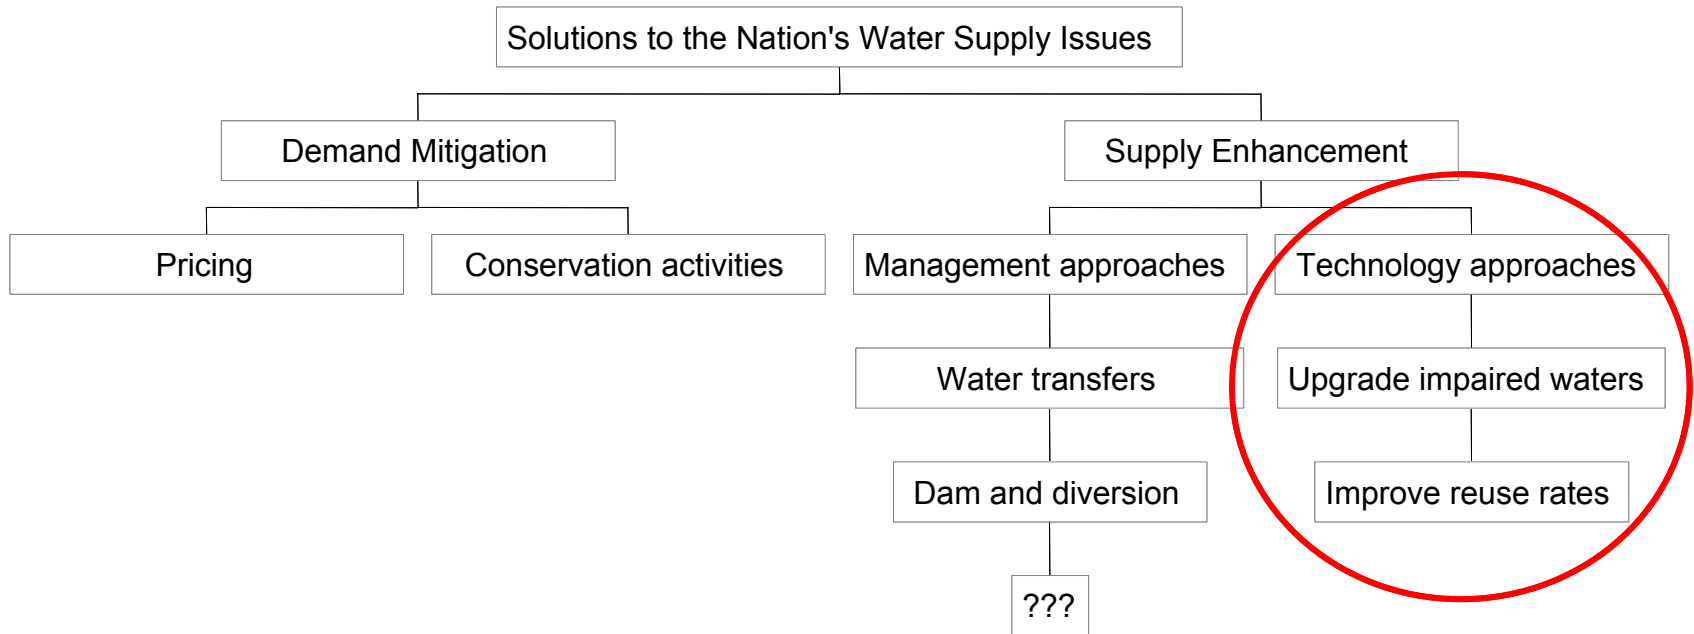 Solutions to the Nation's Water Supply Issues
Demand Mitigation
Supply Enhancement
Pricing
Conservation activities
Management approaches
Technology approaches
Water transfers
Upgrade impaired waters
Dam and diversion
Improve reuse rates
???